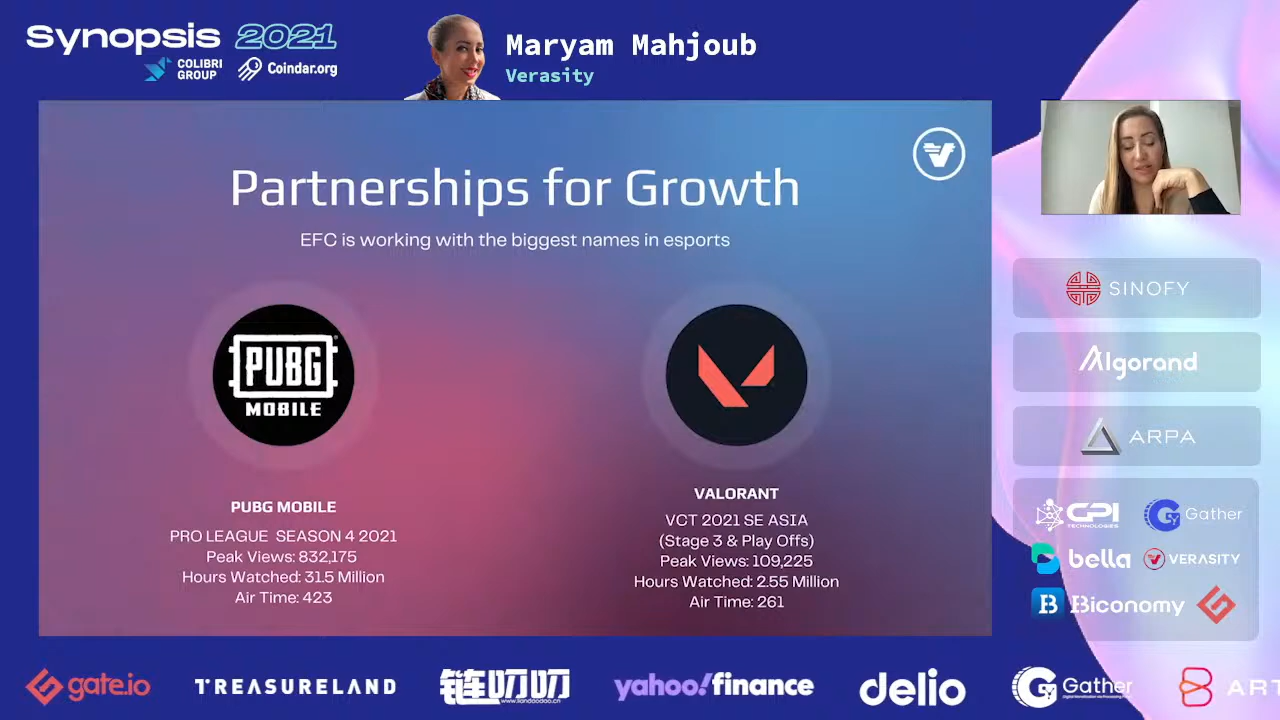 Synopsis 2021
COLIBRI
GROUP
Coindar.org
Maryam Mahjoub
Verasity
Partnerships for Growth
EFC is working with the biggest names in esports
PUBG
MOBILE
PUBG MOBILE
PRO LEAGUE SEASON 4 2021
Peak Views: 832,175
Hours Watched: 31.5 Million
Air Time: 423
VALORANT
VCT 2021 SE ASIA
(Stage 3 & Play Offs)
Peak Views: 109,225
Hours Watched: 2.55 Million
Air Time: 261
SINOFY
Algorand
ARPA
CPI
TECHNOLOGIES
Gather
bella
VERASITY
Biconomy
gate.io
TREASURELAND
链叨叨
www.liandaodao.cn
yahoo!finance
delio
Gather
ART